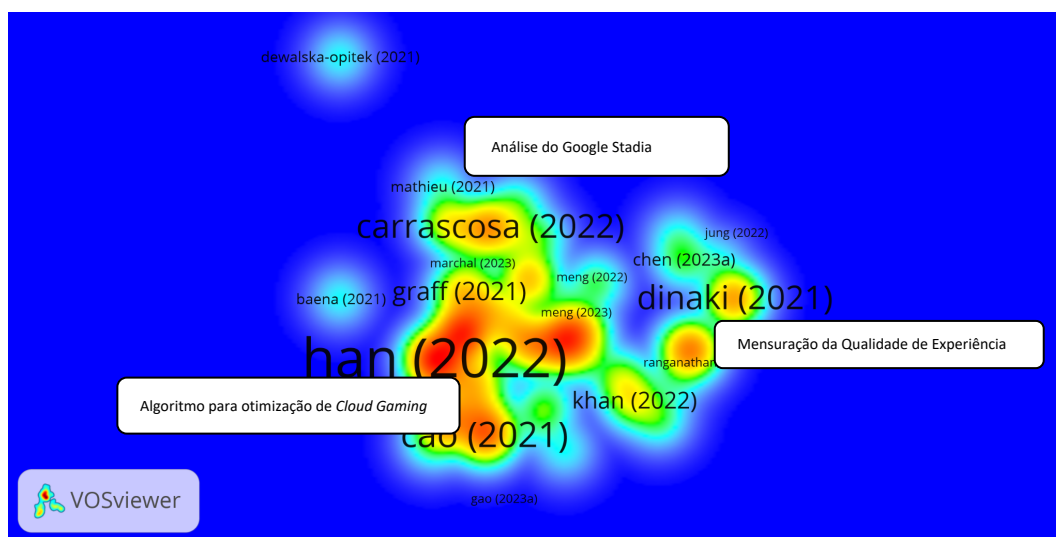 dewalska-opitek (2021)
Análise do Google Stadia
mathieu (2021)
carrascosa (2022)
jung (2022)
chen (2023a)
marchal (2023)
meng (2022)
baena (2021)
graff (2021)
dinaki (2021)
meng (2023)
Mensuração da Qualidade de Experiência
han (2022)
ranganathan
khan (2022)
Algoritmo para otimização de Cloud Gaming
cao (2021)
gao (2023a)
VOSviewer